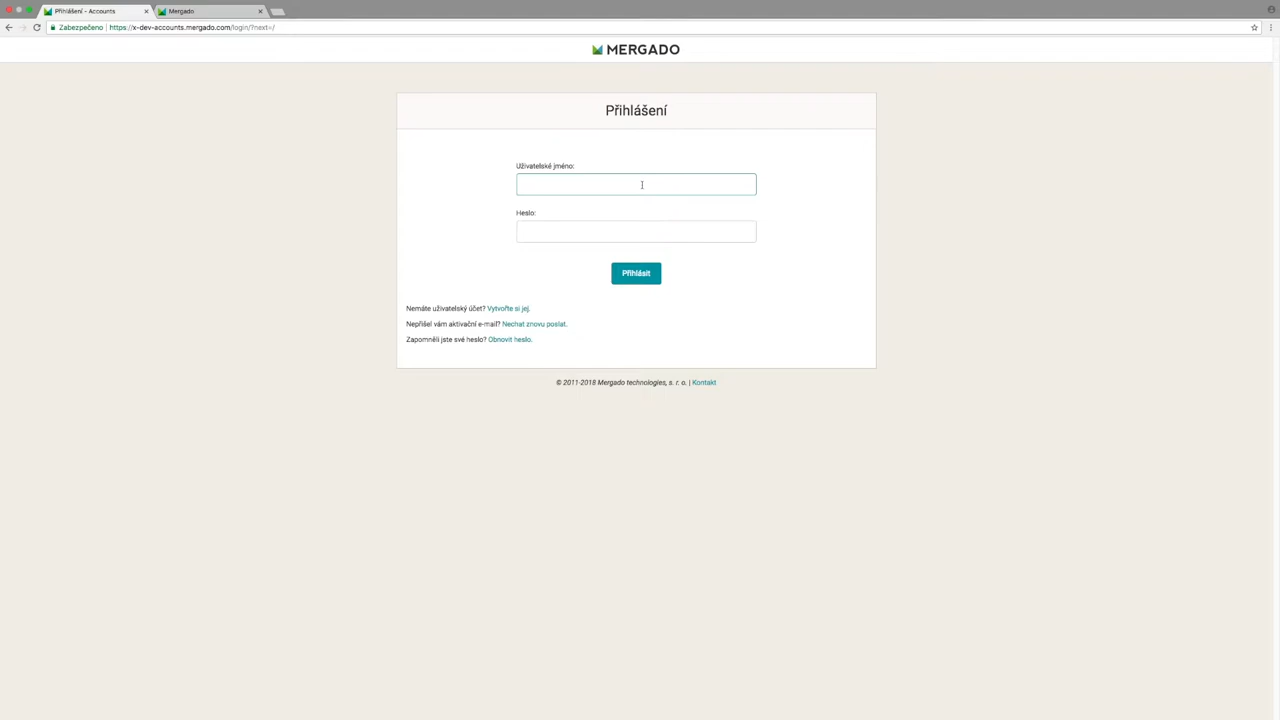 Přihlášení - Accounts
Mergado
Zabezpečeno
https://x-dev-accounts.mergado.com/login/?next=/
MERGADO
Přihlášení
Uživatelské jméno:
Heslo:
Přihlásit
Nemáte uživatelský účet? Vytvořte si jej.
Nepřišel vám aktivační e-mail? Nechat znovu poslat.
Zapomněli jste své heslo? Obnovit heslo.
© 2011-2018 Mergado technologies, s. r. o. | Kontakt